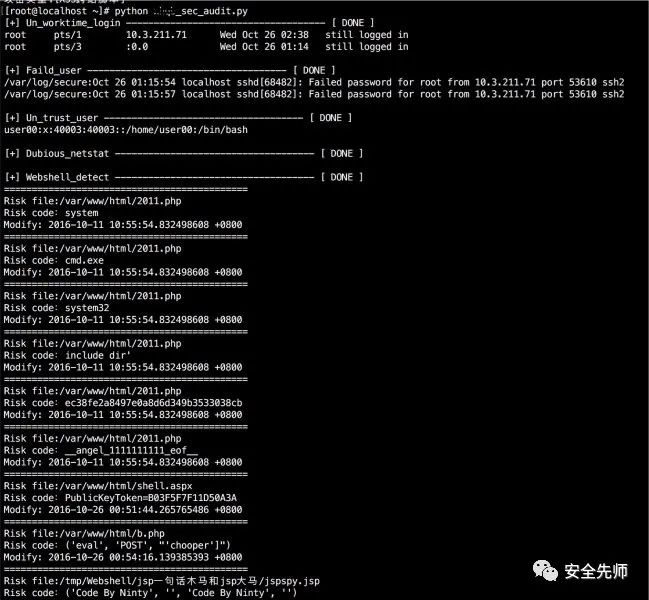 [root@localhost ~]# python _sec_audit.py
[+] Un_worktime_login ------------------------------------ [ DONE ]
root pts/1 10.3.211.71 Wed Oct 26 02:38 still logged in
root pts/3 :0.0 Wed Oct 26 01:14 still logged in
[+] Faild_user ------------------------------------ [ DONE ]
/var/log/secure:Oct 26 01:15:54 localhost sshd[68482]: Failed password for root from 10.3.211.71 port 53610 ssh2
/var/log/secure:Oct 26 01:15:57 localhost sshd[68482]: Failed password for root from 10.3.211.71 port 53610 ssh2
[+] Un_trust_user ------------------------------------ [ DONE ]
user00:x:40003:40003::/home/user00:/bin/bash
[+] Dubious_netstat ------------------------------------ [ DONE ]
[+] Webshell_detect ------------------------------------ [ DONE ]
============================================
Risk file:/var/www/html/2011.php
Risk code: system
Modify: 2016-10-11 10:55:54.832498608 +0800
============================================
Risk file:/var/www/html/2011.php
Risk code: cmd.exe
Modify: 2016-10-11 10:55:54.832498608 +0800
============================================
Risk file:/var/www/html/2011.php
Risk code: system32
Modify: 2016-10-11 10:55:54.832498608 +0800
============================================
Risk file:/var/www/html/2011.php
Risk code: include dir'
Modify: 2016-10-11 10:55:54.832498608 +0800
============================================
Risk file:/var/www/html/2011.php
Risk code: ec38fe2a8497e0a8d6d349b3533038cb
Modify: 2016-10-11 10:55:54.832498608 +0800
============================================
Risk file:/var/www/html/2011.php
Risk code: __angel_1111111111_eof__
Modify: 2016-10-11 10:55:54.832498608 +0800
============================================
Risk file:/var/www/html/shell.aspx
Risk code: PublicKeyToken=B03F5F7F11D50A3A
Modify: 2016-10-26 00:51:44.265765486 +0800
============================================
Risk file:/var/www/html/b.php
Risk code: ('eval', 'POST', "'chooper']")
Modify: 2016-10-26 00:54:16.139385393 +0800
============================================
Risk file:/tmp/Webshell/jsp一句话木马和jsp大马/jspspy.jsp
Risk code: ('Code By Ninty', '', 'Code By Ninty', '')
安全先师